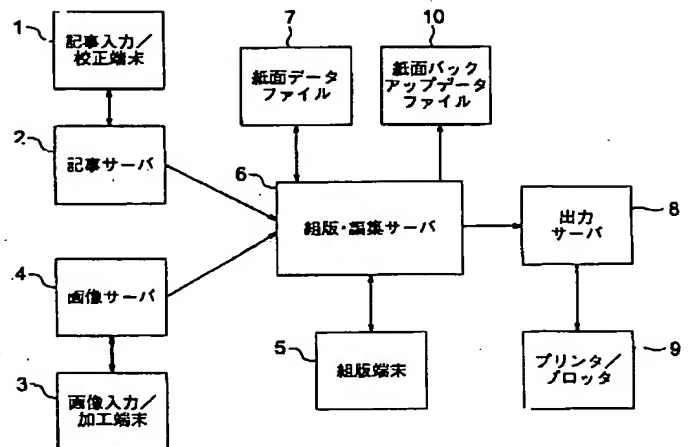 1
記事入力／
校正端末
2
記事サーバ
4
画像サーバ
3
画像入力／
加工端末
7
紙面データ
ファイル
10
紙面バック
アップデータ
ファイル
6
組版・編集サーバ
5
組版端末
8
出力
サーバ
9
プリンタ／
プロッタ